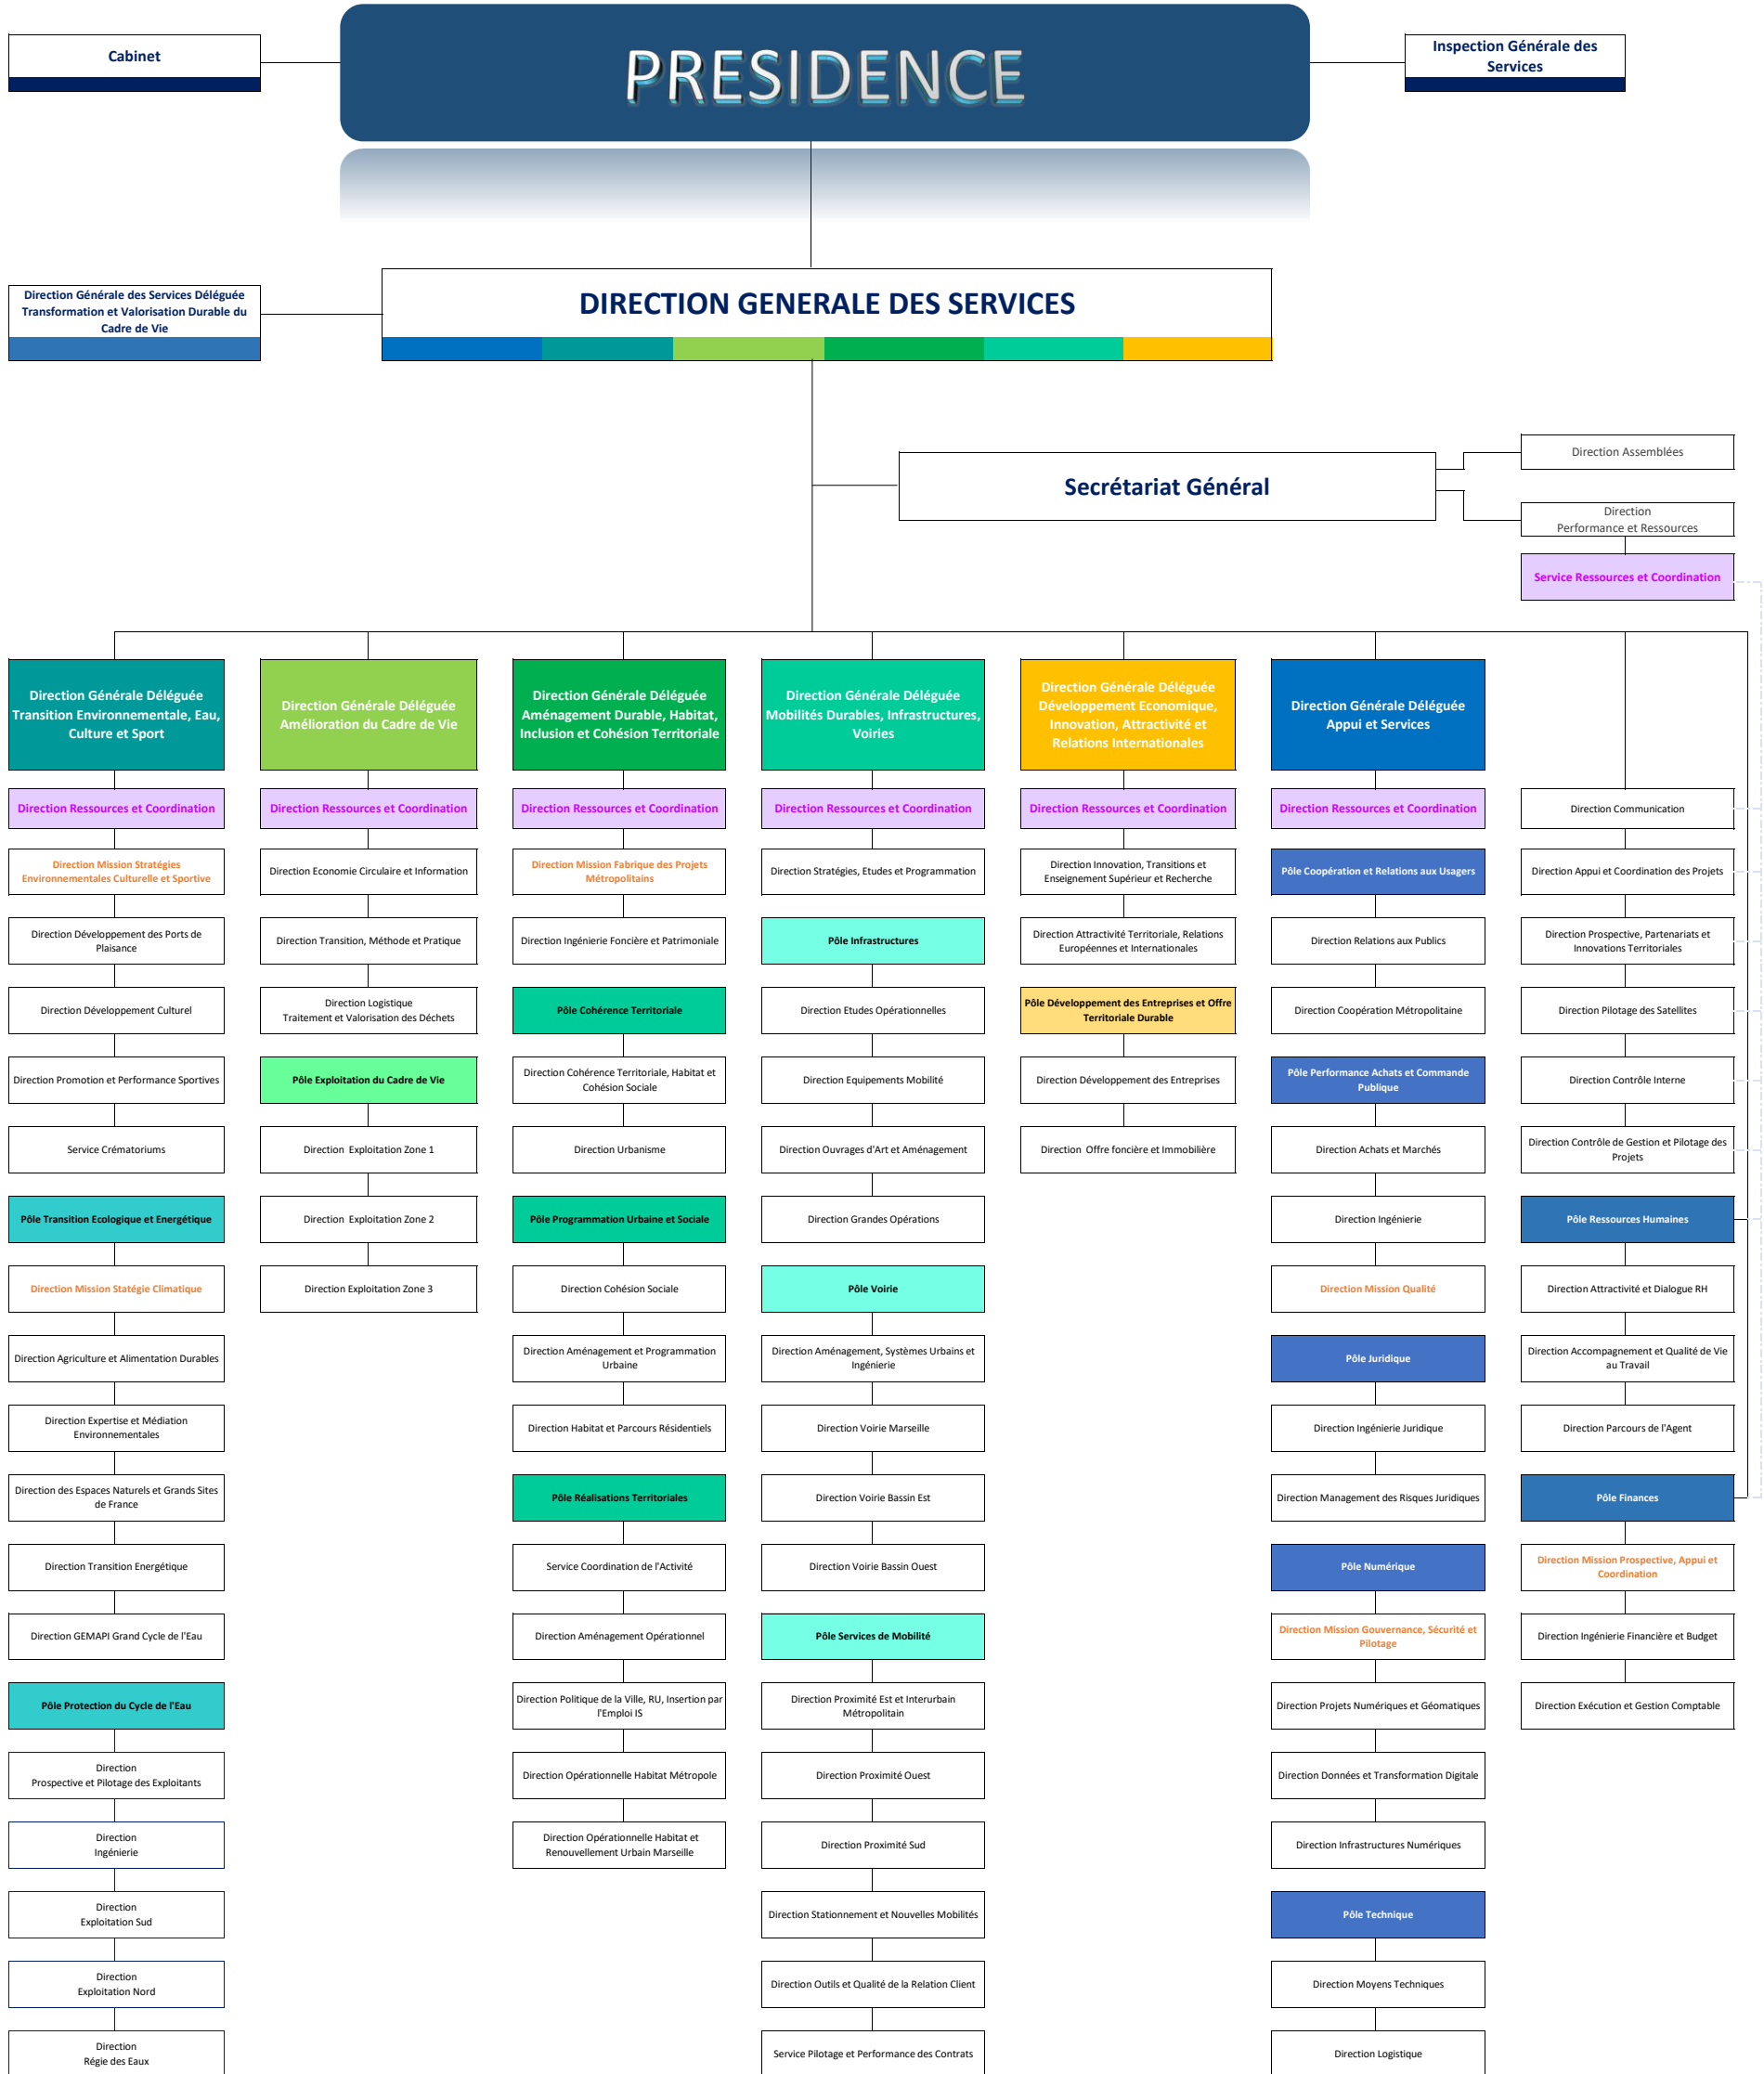 Cabinet
PRESIDENCE
Inspection Générale des
Services
Direction Générale des Services Déléguée
Transformation et Valorisation Durable du
Cadre de Vie
DIRECTION GENERALE DES SERVICES
Secrétariat Général
Direction Assemblées
Direction
Performance et Ressources
Service Ressources et Coordination
Direction Générale Déléguée
Transition Environnementale, Eau,
Culture et Sport
Direction Ressources et Coordination
Direction Mission Stratégies
Environnementales Culturelle et Sportive
Direction Développement des Ports de
Plaisance
Direction Développement Culturel
Direction Promotion et Performance Sportives
Service Crématoriums
Pôle Transition Ecologique et Energétique
Direction Mission Statégie Climatique
Direction Agriculture et Alimentation Durables
Direction Expertise et Médiation
Environnementales
Direction des Espaces Naturels et Grands Sites
de France
Direction Transition Energétique
Direction GEMAPI Grand Cycle de l'Eau
Pôle Protection du Cycle de l'Eau
Direction
Prospective et Pilotage des Exploitants
Direction
Ingénierie
Direction
Exploitation Sud
Direction
Exploitation Nord
Direction
Régie des Eaux
Direction Générale Déléguée
Amélioration du Cadre de Vie
Direction Ressources et Coordination
Direction Economie Circulaire et Information
Direction Transition, Méthode et Pratique
Direction Logistique
Traitement et Valorisation des Déchets
Pôle Exploitation du Cadre de Vie
Direction Exploitation Zone 1
Direction Exploitation Zone 2
Direction Exploitation Zone 3
Direction Générale Déléguée
Aménagement Durable, Habitat,
Inclusion et Cohésion Territoriale
Direction Ressources et Coordination
Direction Mission Fabrique des Projets
Métropolitains
Direction Ingénierie Foncière et Patrimoniale
Pôle Cohérence Territoriale
Direction Cohérence Territoriale, Habitat et
Cohésion Sociale
Direction Urbanisme
Pôle Programmation Urbaine et Sociale
Direction Cohésion Sociale
Direction Aménagement et Programmation
Urbaine
Direction Habitat et Parcours Résidentiels
Pôle Réalisations Territoriales
Service Coordination de l'Activité
Direction Aménagement Opérationnel
Direction Politique de la Ville, RU, Insertion par
l'Emploi IS
Direction Opérationnelle Habitat Métropole
Direction Opérationnelle Habitat et
Renouvellement Urbain Marseille
Direction Générale Déléguée
Mobilités Durables, Infrastructures,
Voiries
Direction Ressources et Coordination
Direction Stratégies, Etudes et Programmation
Pôle Infrastructures
Direction Etudes Opérationnelles
Direction Equipements Mobilité
Direction Ouvrages d'Art et Aménagement
Direction Grandes Opérations
Pôle Voirie
Direction Aménagement, Systèmes Urbains et
Ingénierie
Direction Voirie Marseille
Direction Voirie Bassin Est
Direction Voirie Bassin Ouest
Pôle Services de Mobilité
Direction Proximité Est et Interurbain
Métropolitain
Direction Proximité Ouest
Direction Proximité Sud
Direction Stationnement et Nouvelles Mobilités
Direction Outils et Qualité de la Relation Client
Service Pilotage et Performance des Contrats
Direction Générale Déléguée
Développement Economique,
Innovation, Attractivité et
Relations Internationales
Direction Ressources et Coordination
Direction Innovation, Transitions et
Enseignement Supérieur et Recherche
Direction Attractivité Territoriale, Relations
Européennes et Internationales
Pôle Développement des Entreprises et Offre
Territoriale Durable
Direction Développement des Entreprises
Direction Offre foncière et Immobilière
Direction Générale Déléguée
Appui et Services
Direction Ressources et Coordination
Pôle Coopération et Relations aux Usagers
Direction Relations aux Publics
Direction Coopération Métropolitaine
Pôle Performance Achats et Commande
Publique
Direction Achats et Marchés
Direction Ingénierie
Direction Mission Qualité
Pôle Juridique
Direction Ingénierie Juridique
Direction Management des Risques Juridiques
Pôle Numérique
Direction Mission Gouvernance, Sécurité et
Pilotage
Direction Projets Numériques et Géomatiques
Direction Données et Transformation Digitale
Direction Infrastructures Numériques
Pôle Technique
Direction Moyens Techniques
Direction Logistique
Direction Communication
Direction Appui et Coordination des Projets
Direction Prospective, Partenariats et
Innovations Territoriales
Direction Pilotage des Satellites
Direction Contrôle Interne
Direction Contrôle de Gestion et Pilotage des
Projets
Pôle Ressources Humaines
Direction Attractivité et Dialogue RH
Direction Accompagnement et Qualité de Vie
au Travail
Direction Parcours de l'Agent
Pôle Finances
Direction Mission Prospective, Appui et
Coordination
Direction Ingénierie Financière et Budget
Direction Exécution et Gestion Comptable